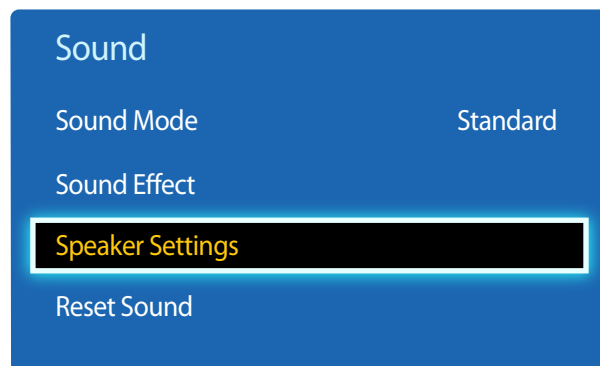 Sound
Sound Mode Standard
Sound Effect
Speaker Settings
Reset Sound